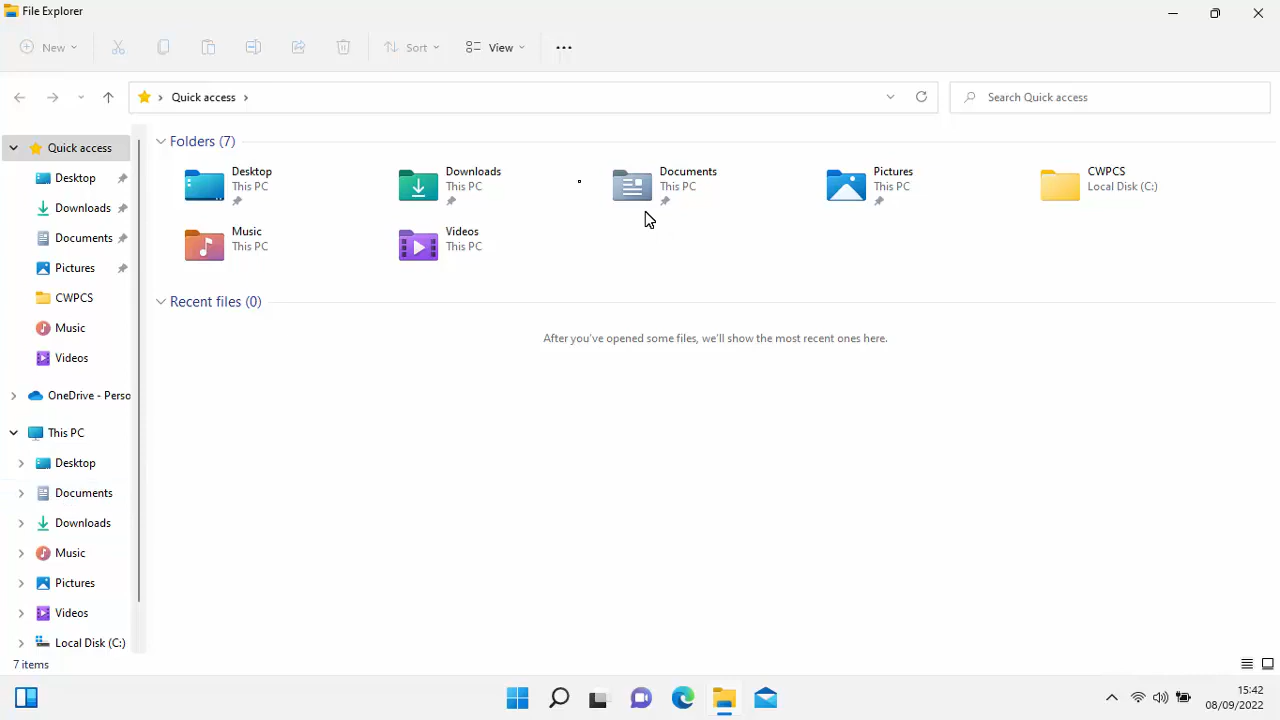 File Explorer
New
Sort
View
Quick access
Search Quick access
Quick access
Desktop
Downloads
Documents
Pictures
CWPCS
Music
Videos
OneDrive - Perso
This PC
Desktop
Documents
Downloads
Music
Pictures
Videos
Local Disk (C:)
Folders (7)
Desktop
This PC
Downloads
This PC
Documents
This PC
Pictures
This PC
CWPCS
Local Disk (C:)
Music
This PC
Videos
This PC
Recent files (0)
After you've opened some files, we'll show the most recent ones here.
7 items
15:42
08/09/2022